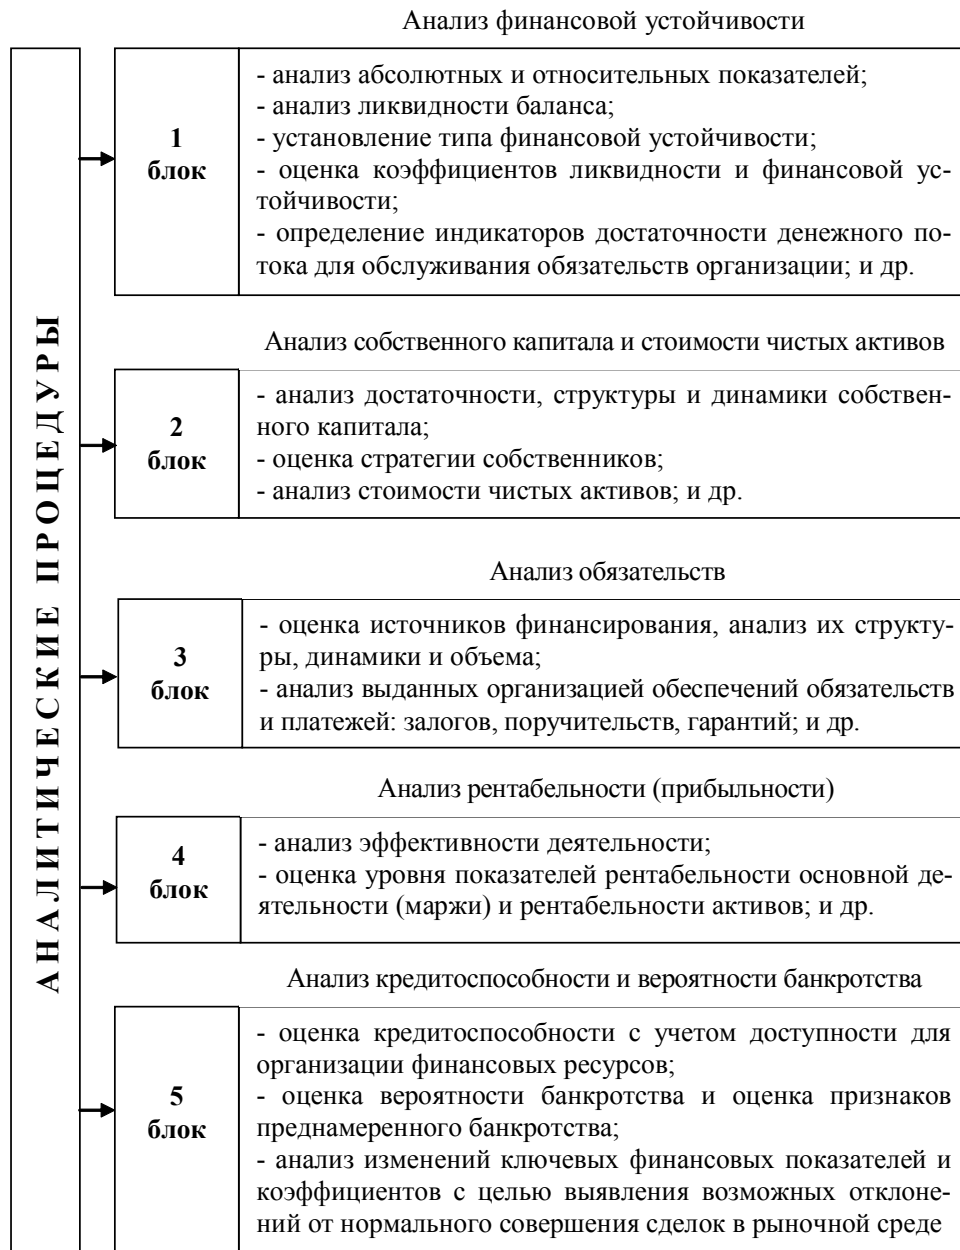 АНАЛИТИЧЕСКИЕ ПРОЦЕДУРЫ
Анализ финансовой устойчивости
1
блок
- анализ абсолютных и относительных показателей;
- анализ ликвидности баланса;
- установление типа финансовой устойчивости;
- оценка коэффициентов ликвидности и финансовой ус-
тойчивости;
- определение индикаторов достаточности денежного по-
тока для обслуживания обязательств организации; и др.
Анализ собственного капитала и стоимости чистых активов
2
блок
- анализ достаточности, структуры и динамики собствен-
ного капитала;
- оценка стратегии собственников;
- анализ стоимости чистых активов; и др.
Анализ обязательств
3
блок
- оценка источников финансирования, анализ их структу-
ры, динамики и объема;
- анализ выданных организацией обеспечений обязательств
и платежей: залогов, поручительств, гарантий; и др.
Анализ рентабельности (прибыльности)
4
блок
- анализ эффективности деятельности;
- оценка уровня показателей рентабельности основной де-
ятельности (маржи) и рентабельности активов; и др.
Анализ кредитоспособности и вероятности банкротства
5
блок
- оценка кредитоспособности с учетом доступности для
организации финансовых ресурсов;
- оценка вероятности банкротства и оценка признаков
преднамеренного банкротства;
- анализ изменений ключевых финансовых показателей и
коэффициентов с целью выявления возможных отклоне-
ний от нормального совершения сделок в рыночной среде